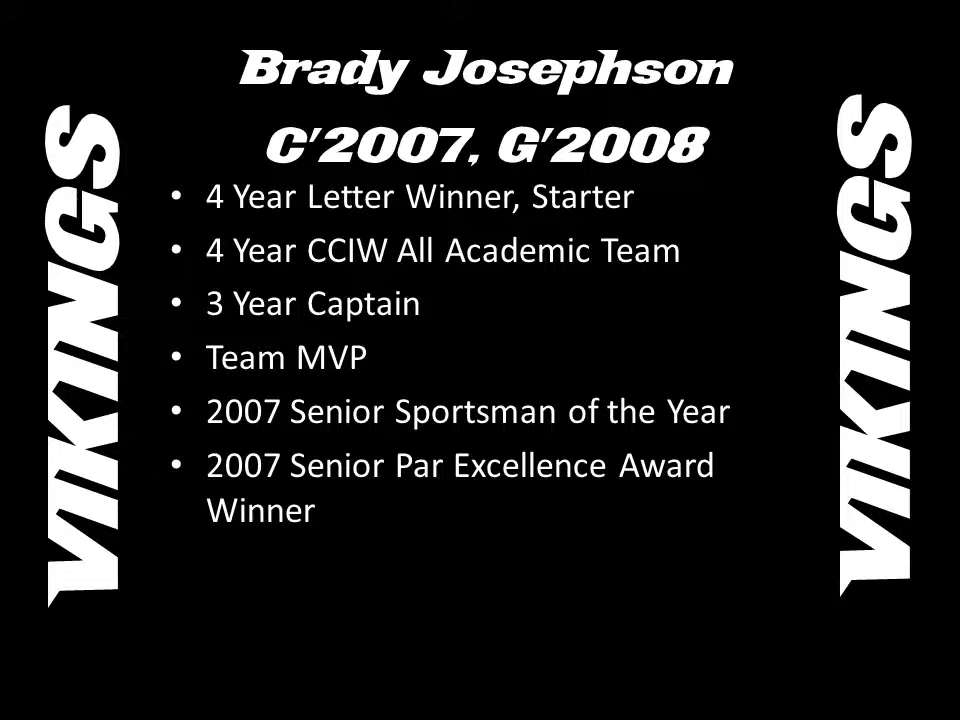 Brady Josephson
C'2007, G'2008
VIKINGS
• 4 Year Letter Winner, Starter
• 4 Year CCIW All Academic Team
• 3 Year Captain
• Team MVP
• 2007 Senior Sportsman of the Year
• 2007 Senior Par Excellence Award
Winner
VIKINGS